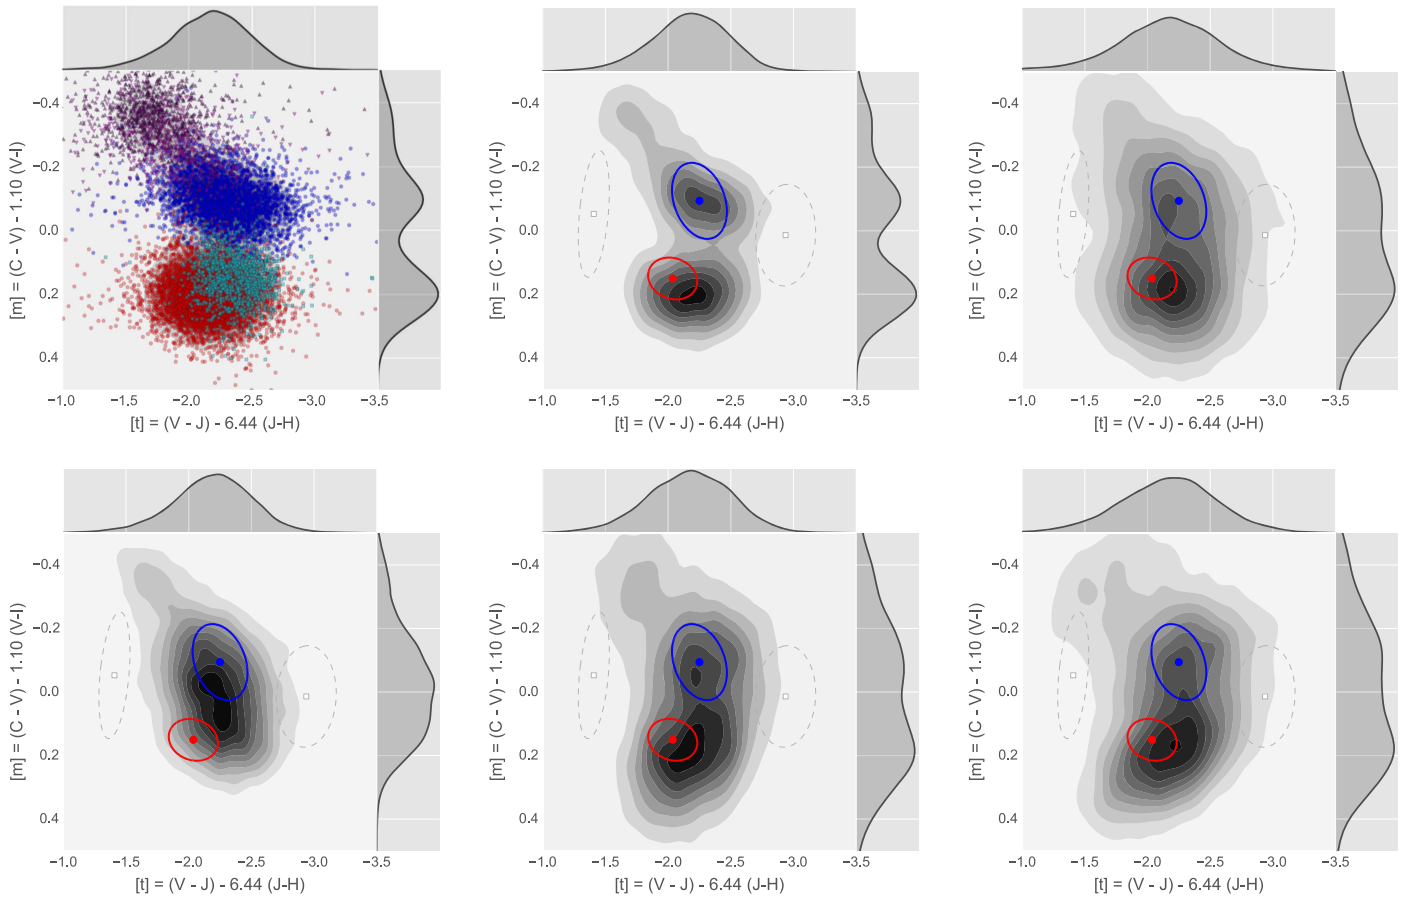 −0.4
−0.2
0.0
0.2
0.4
[m] = (C - V) - 1.10 (V-I)
−1.0 −1.5 −2.0 −2.5 −3.0 −3.5
[t] = (V - J) - 6.44 (J-H)
−0.4
−0.2
0.0
0.2
0.4
[m] = (C - V) - 1.10 (V-I)
−1.0 −1.5 −2.0 −2.5 −3.0 −3.5
[t] = (V - J) - 6.44 (J-H)
−0.4
−0.2
0.0
0.2
0.4
[m] = (C - V) - 1.10 (V-I)
−1.0 −1.5 −2.0 −2.5 −3.0 −3.5
[t] = (V - J) - 6.44 (J-H)
−0.4
−0.2
0.0
0.2
0.4
[m] = (C - V) - 1.10 (V-I)
−1.0 −1.5 −2.0 −2.5 −3.0 −3.5
[t] = (V - J) - 6.44 (J-H)
−0.4
−0.2
0.0
0.2
0.4
[m] = (C - V) - 1.10 (V-I)
−1.0 −1.5 −2.0 −2.5 −3.0 −3.5
[t] = (V - J) - 6.44 (J-H)
−0.4
−0.2
0.0
0.2
0.4
[m] = (C - V) - 1.10 (V-I)
−1.0 −1.5 −2.0 −2.5 −3.0 −3.5
[t] = (V - J) - 6.44 (J-H)